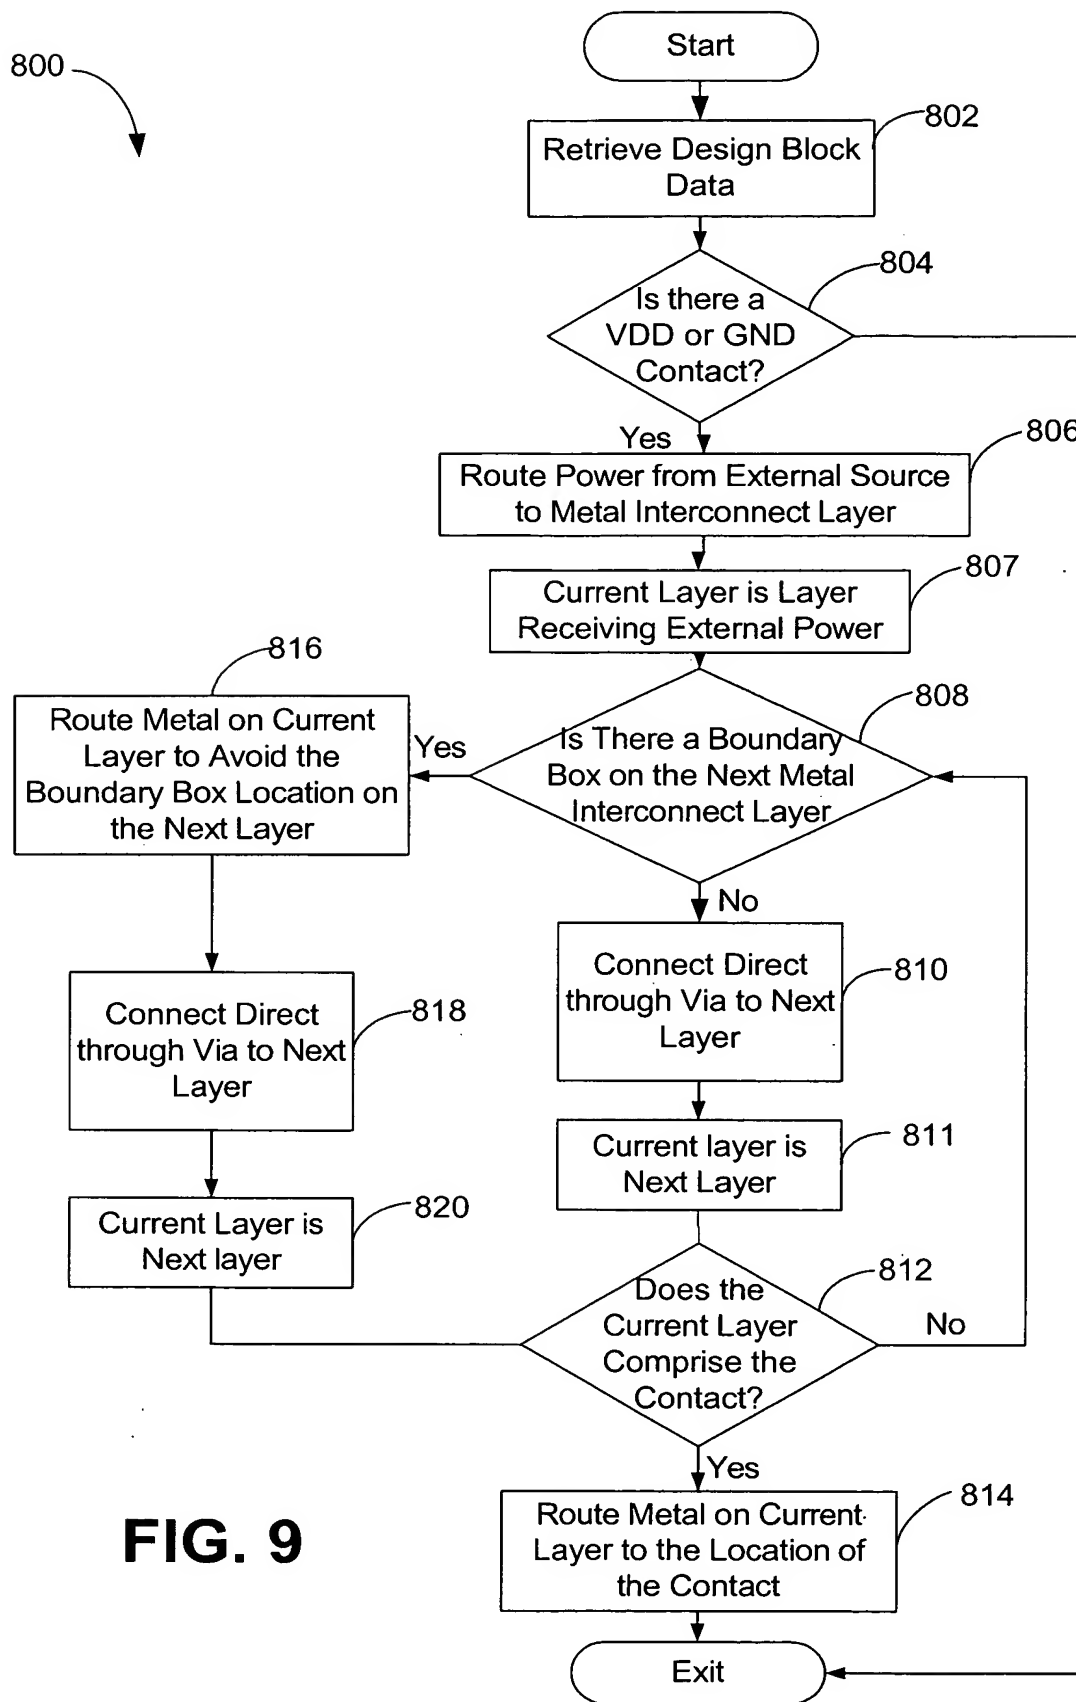 800
Start
802
Retrieve Design Block
Data
804
Is there a
VDD or GND
Contact?
Yes
806
Route Power from External Source
to Metal Interconnect Layer
807
Current Layer is Layer
Receiving External Power
816
Route Metal on Current
Layer to Avoid the
Boundary Box Location on
the Next Layer
Yes
808
Is There a Boundary
Box on the Next Metal
Interconnect Layer
No
810
Connect Direct
through Via to Next
Layer
818
Connect Direct
through Via to Next
Layer
811
Current layer is
Next Layer
820
Current Layer is
Next layer
812
Does the
Current Layer
Comprise the
Contact?
No
Yes
814
Route Metal on Current
Layer to the Location of
the Contact
Exit
FIG. 9